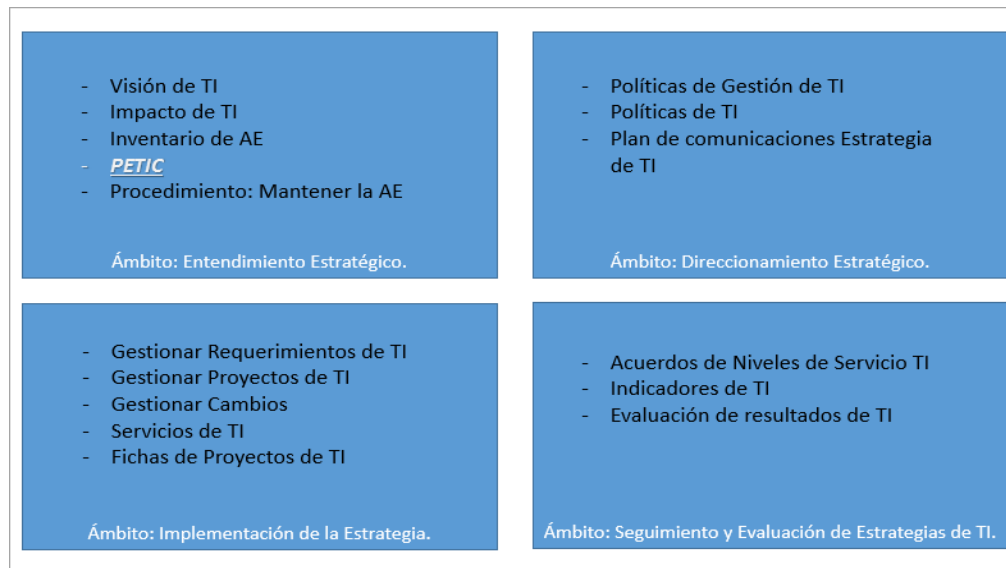 - Visión de TI
- Impacto de TI
- Inventario de AE
- PETIC
- Procedimiento: Mantener la AE
Ámbito: Entendimiento Estratégico.
- Políticas de Gestión de TI
- Políticas de TI
- Plan de comunicaciones Estrategia
de TI
Ámbito: Direccionamiento Estratégico.
- Gestionar Requerimientos de TI
- Gestionar Proyectos de TI
- Gestionar Cambios
- Servicios de TI
- Fichas de Proyectos de TI
Ámbito: Implementación de la Estrategia.
- Acuerdos de Niveles de Servicio TI
- Indicadores de TI
- Evaluación de resultados de TI
Ámbito: Seguimiento y Evaluación de Estrategias de TI.